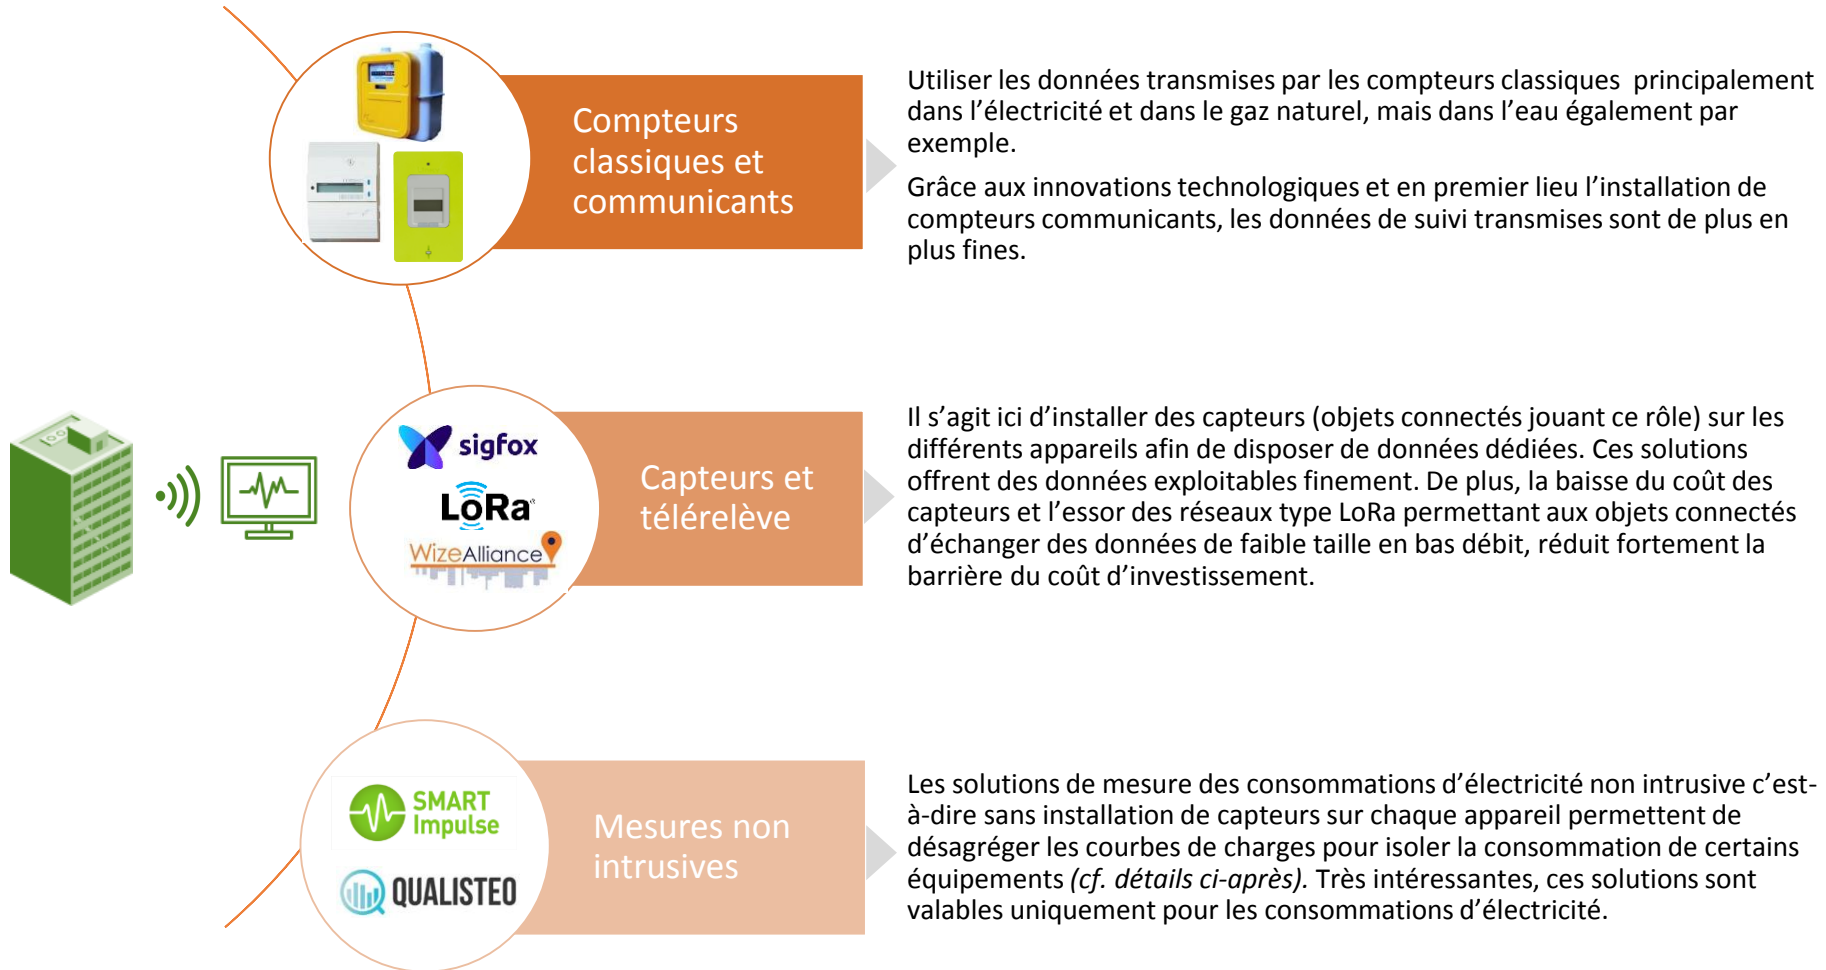 Compteurs
classiques et
communicants
Utiliser les données transmises par les compteurs classiques principalement
dans l’électricité et dans le gaz naturel, mais dans l’eau également par
exemple.
Grâce aux innovations technologiques et en premier lieu l’installation de
compteurs communicants, les données de suivi transmises sont de plus en
plus fines.
sigfox
LoRa
WizeAlliance
Capteurs et
télérelève
Il s’agit ici d’installer des capteurs (objets connectés jouant ce rôle) sur les
différents appareils afin de disposer de données dédiées. Ces solutions
offrent des données exploitables finement. De plus, la baisse du coût des
capteurs et l’essor des réseaux type LoRa permettant aux objets connectés
d’échanger des données de faible taille en bas débit, réduit fortement la
barrière du coût d’investissement.
SMART
Impulse
QUALISTEO
Mesures non
intrusives
Les solutions de mesure des consommations d’électricité non intrusive c’est-
à-dire sans installation de capteurs sur chaque appareil permettent de
désagréger les courbes de charges pour isoler la consommation de certains
équipements (cf. détails ci-après). Très intéressantes, ces solutions sont
valables uniquement pour les consommations d’électricité.